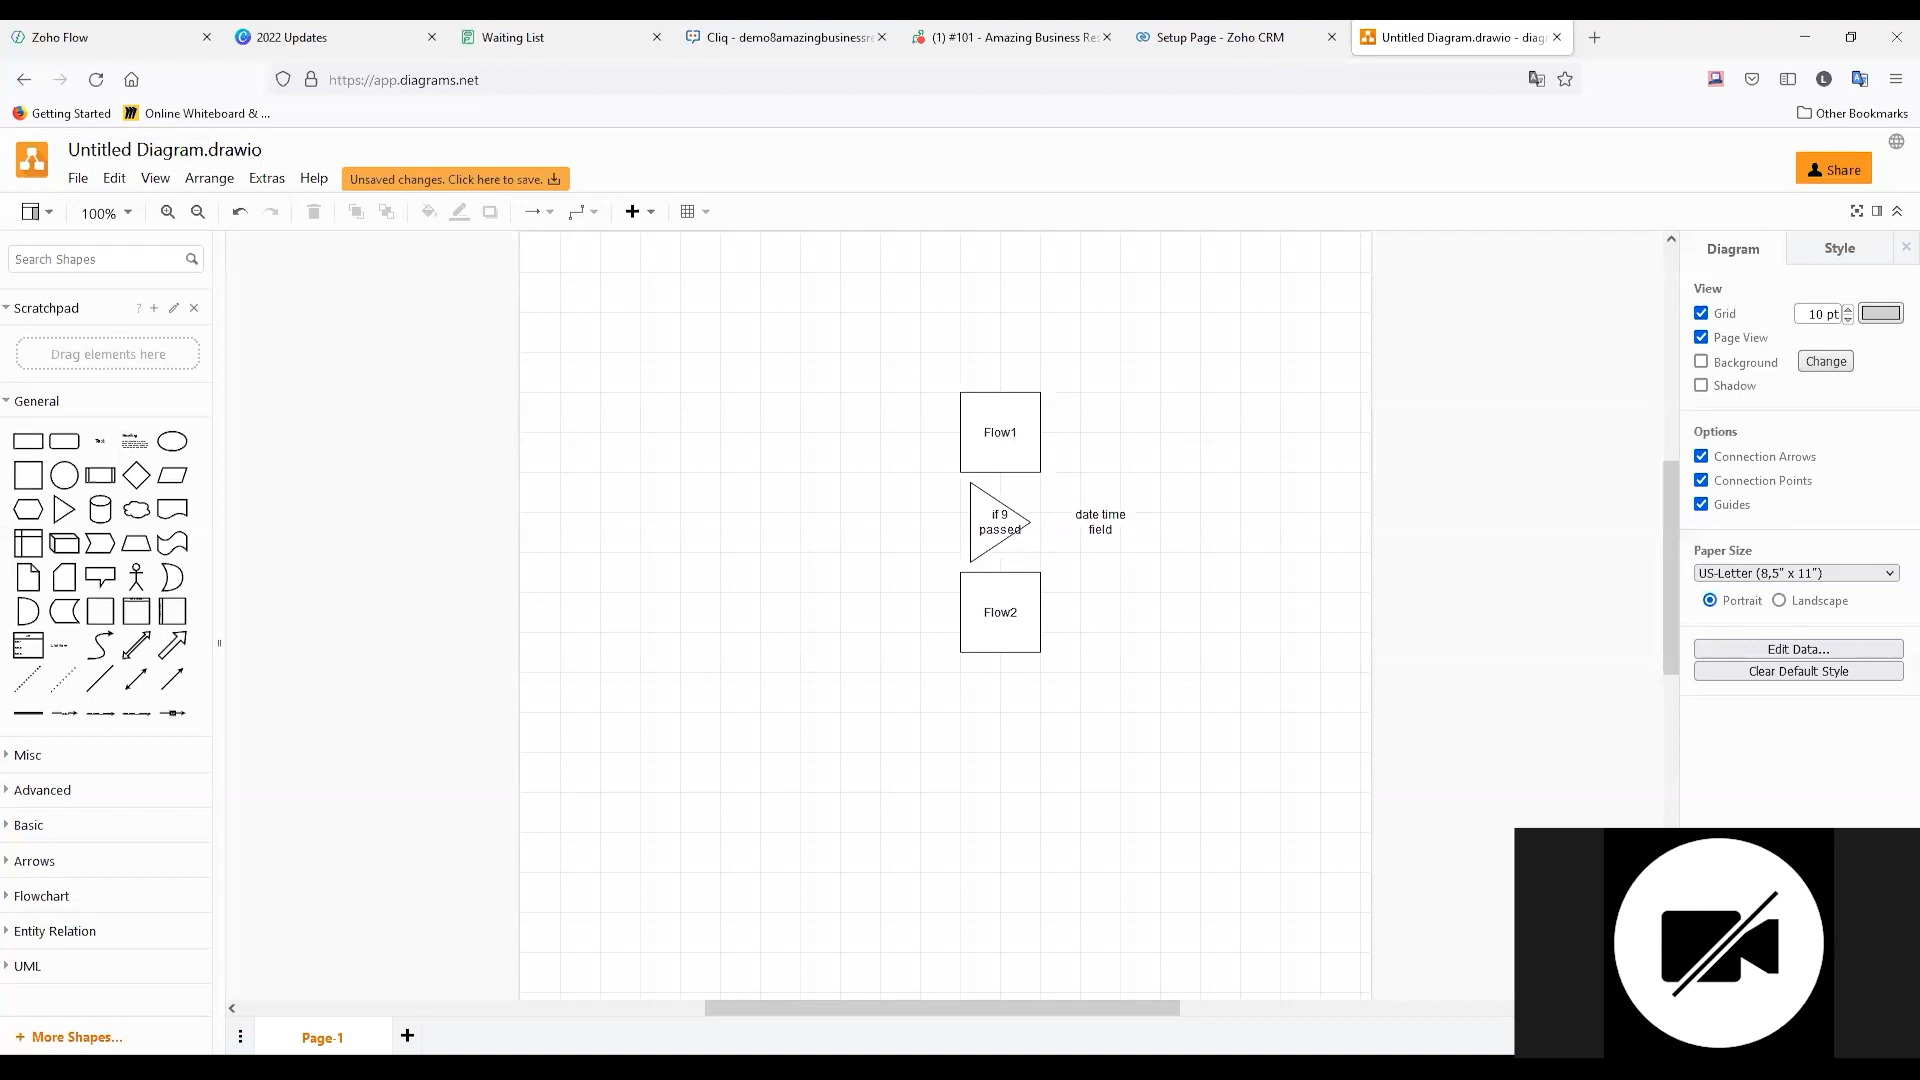 Zoho Flow
2022 Updates
Waiting List
Cliq - demo8amazingbusinessre
(1) #101 - Amazing Business Res
Setup Page - Zoho CRM
Untitled Diagram.drawio - diag
https://app.diagrams.net
Getting Started
Online Whiteboard & ...
Other Bookmarks
Untitled Diagram.drawio
File Edit View Arrange Extras Help
Unsaved changes. Click here to save.
Share
100%
Search Shapes
Scratchpad
Drag elements here
General
Text
Heading
Misc
Advanced
Basic
Arrows
Flowchart
Entity Relation
UML
+ More Shapes...
Flow1
if 9
passed
date time
field
Flow2
Page-1
Diagram
Style
View
Grid
10 pt
Page View
Background
Change
Shadow
Options
Connection Arrows
Connection Points
Guides
Paper Size
US-Letter (8,5" x 11")
Portrait
Landscape
Edit Data...
Clear Default Style